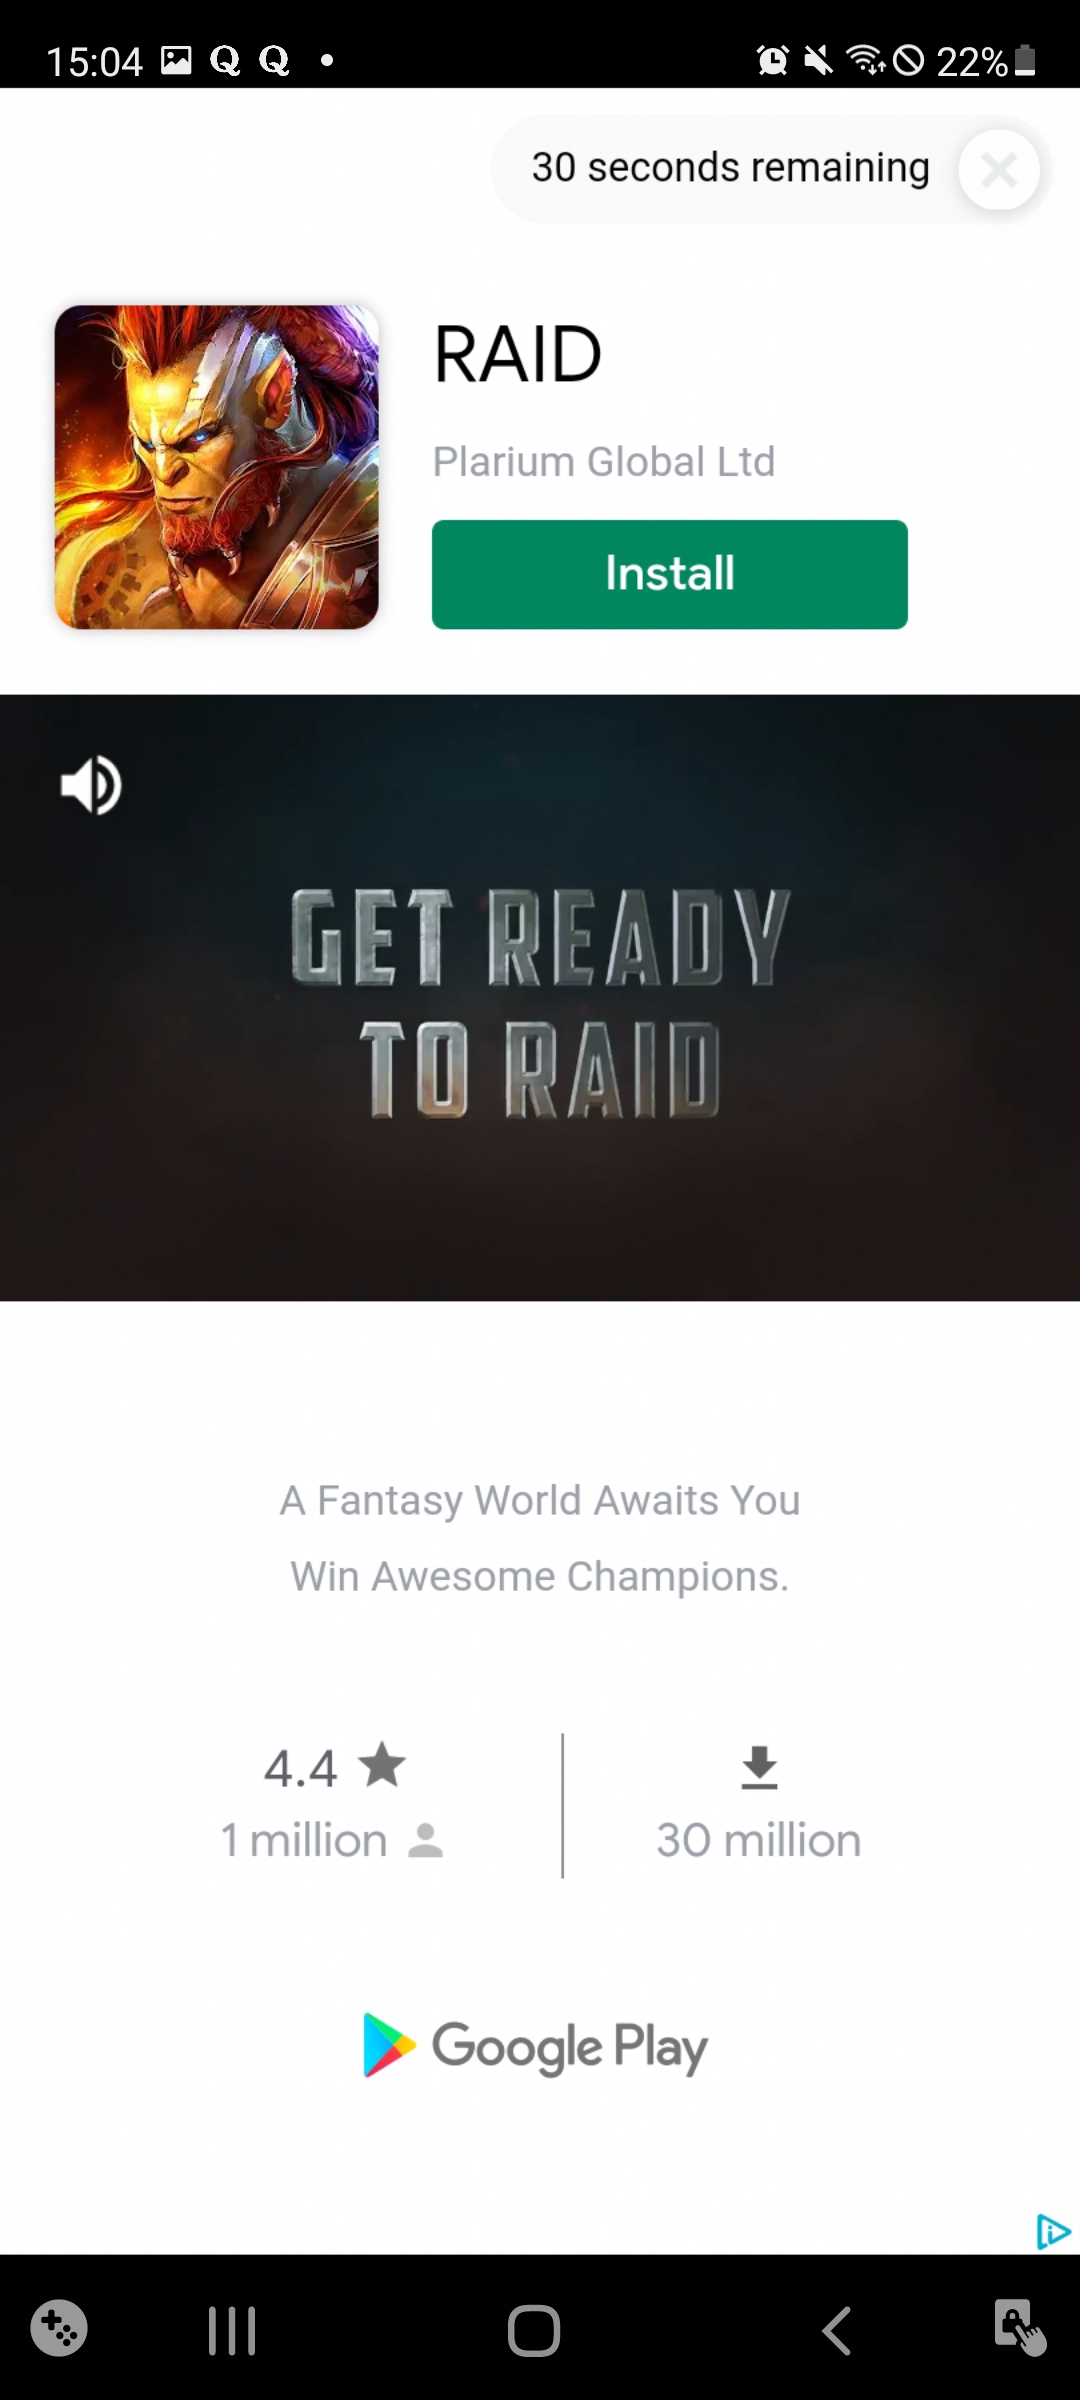 15:04 Q Q 22%
30 seconds remaining
RAID
Plarium Global Ltd
Install
GET READY
TO RAID
A Fantasy World Awaits You
Win Awesome Champions.
4.4
1 million
30 million
Google Play